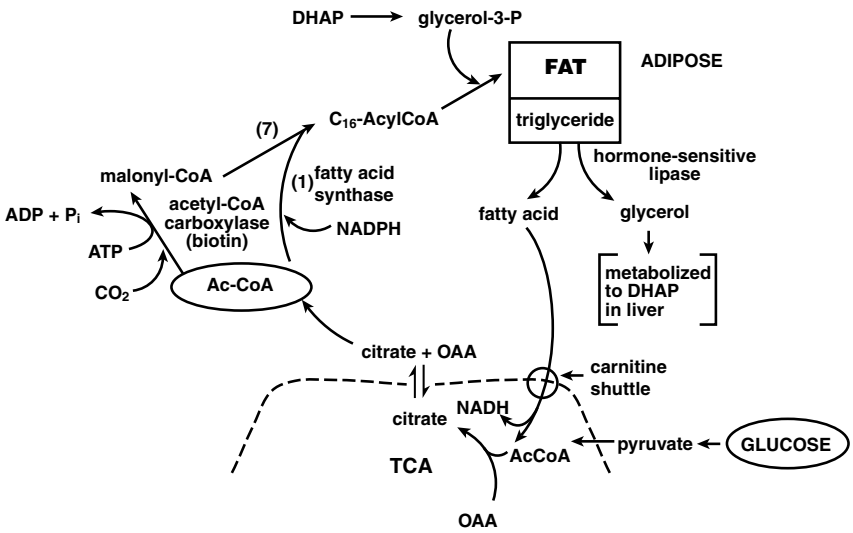 DHAP
glycerol-3-P
FAT
ADIPOSE
triglyceride
C16-AcylCoA
(7)
malonyl-CoA
(1) fatty acid
synthase
hormone-sensitive
lipase
acetyl-CoA
carboxylase
(biotin)
ADP + Pi
NADPH
fatty acid
glycerol
ATP
CO2
Ac-CoA
metabolized
to DHAP
in liver
citrate + OAA
carnitine
shuttle
citrate
NADH
TCA
AcCoA
pyruvate
GLUCOSE
OAA